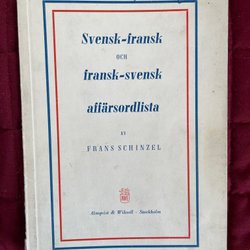 Svensk-fransk
OCH
fransk-svensk
affärsordlista
AV
FRANS SCHINZEL
Almqvist & Wiksell - Stockholm